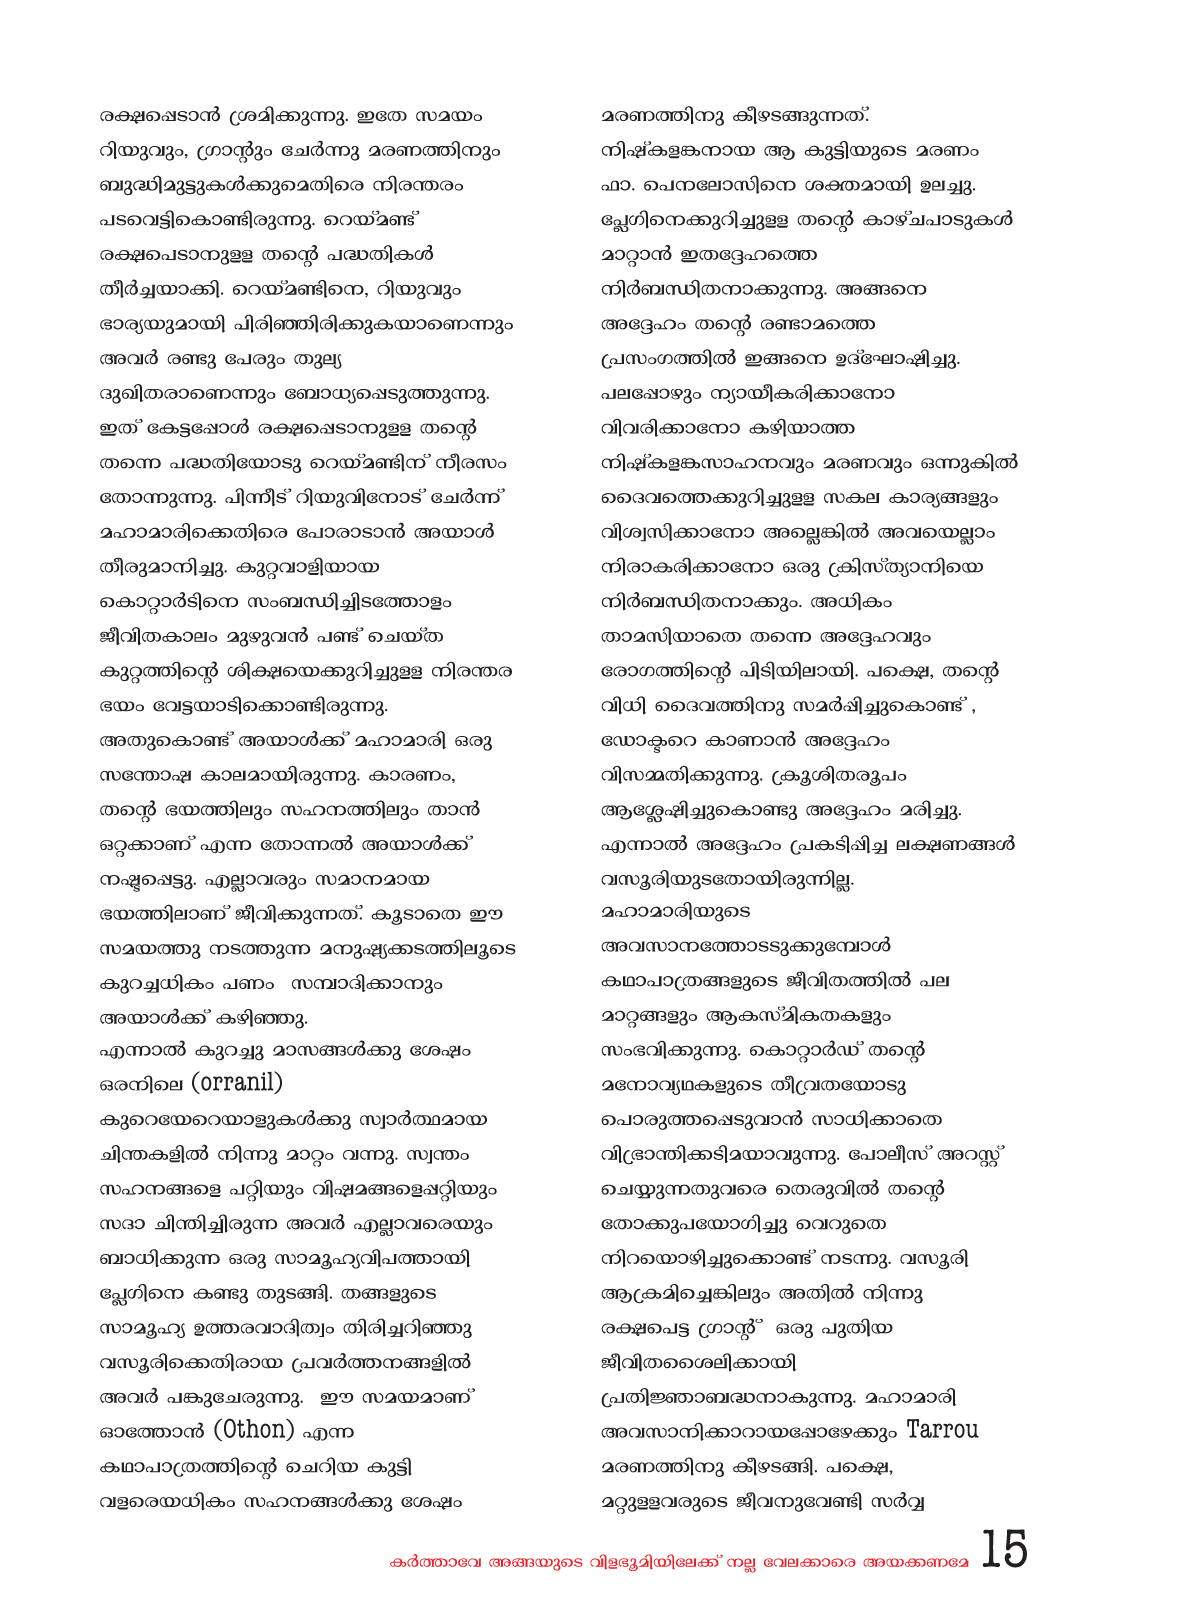 രക്ഷപ്പെടാൻ ശ്രമിക്കുന്നു. ഇതേ സമയം
റിയുവും, ഗ്രാന്റും ചേർന്നു മരണത്തിനും
ബുദ്ധിമുട്ടുകൾക്കുമെതിരെ നിരന്തരം
പടവെട്ടികൊണ്ടിരുന്നു. റെയ്മണ്ട്
രക്ഷപെടാനുളള തന്റെ പദ്ധതികൾ
തീർച്ചയാക്കി. റെയ്മണ്ടിനെ, റിയുവും
ഭാര്യയുമായി പിരിഞ്ഞിരിക്കുകയാണെന്നും
അവർ രണ്ടു പേരും തുല്യ
ദുഖിതരാണെന്നും ബോധ്യപ്പെടുത്തുന്നു.
ഇത് കേട്ടപ്പോൾ രക്ഷപ്പെടാനുളള തന്റെ
തന്നെ പദ്ധതിയോടു റെയ്മണ്ടിന് നീരസം
തോന്നുന്നു. പിന്നീട് റിയുവിനോട് ചേർന്ന്
മഹാമാരിക്കെതിരെ പോരാടാൻ അയാൾ
തീരുമാനിച്ചു. കുറ്റവാളിയായ
കൊറ്റാർടിനെ സംബന്ധിച്ചിടത്തോളം
ജീവിതകാലം മുഴുവൻ പണ്ട് ചെയ്ത
കുറ്റത്തിന്റെ ശിക്ഷയെക്കുറിച്ചുളള നിരന്തര
ഭയം വേട്ടയാടിക്കൊണ്ടിരുന്നു.
അതുകൊണ്ട് അയാൾക്ക് മഹാമാരി ഒരു
സന്തോഷ കാലമായിരുന്നു. കാരണം,
തന്റെ ഭയത്തിലും സഹനത്തിലും താൻ
ഒറ്റക്കാണ് എന്ന തോന്നൽ അയാൾക്ക്
നഷ്ടപ്പെട്ടു. എല്ലാവരും സമാനമായ
ഭയത്തിലാണ് ജീവിക്കുന്നത്. കൂടാതെ ഈ
സമയത്തു നടത്തുന്ന മനുഷ്യക്കടത്തിലൂടെ
കുറച്ചധികം പണം സമ്പാദിക്കാനും
അയാൾക്ക് കഴിഞ്ഞു.
എന്നാൽ കുറച്ചു മാസങ്ങൾക്കു ശേഷം
ഒരനിലെ (orranil)
കുറെയേറെയാളുകൾക്കു സ്വാർത്ഥമായ
ചിന്തകളിൽ നിന്നു മാറ്റം വന്നു. സ്വന്തം
സഹനങ്ങളെ പറ്റിയും വിഷമങ്ങളെപ്പറ്റിയും
സദാ ചിന്തിച്ചിരുന്ന അവർ എല്ലാവരെയും
ബാധിക്കുന്ന ഒരു സാമൂഹ്യവിപത്തായി
പ്ലേഗിനെ കണ്ടു തുടങ്ങി. തങ്ങളുടെ
സാമൂഹ്യ ഉത്തരവാദിത്വം തിരിച്ചറിഞ്ഞു
വസൂരിക്കെതിരായ പ്രവർത്തനങ്ങളിൽ
അവർ പങ്കുചേരുന്നു. ഈ സമയമാണ്
ഓത്തോൻ (Othon) എന്ന
കഥാപാത്രത്തിന്റെ ചെറിയ കുട്ടി
വളരെയധികം സഹനങ്ങൾക്കു ശേഷം
മരണത്തിനു കീഴടങ്ങുന്നത്.
നിഷ്കളങ്കനായ ആ കുട്ടിയുടെ മരണം
ഫാ. പെനലോസിനെ ശക്തമായി ഉലച്ചു.
പ്ലേഗിനെക്കുറിച്ചുളള തന്റെ കാഴ്ചപാടുകൾ
മാറ്റാൻ ഇതദ്ദേഹത്തെ
നിർബന്ധിതനാക്കുന്നു. അങ്ങനെ
അദ്ദേഹം തന്റെ രണ്ടാമത്തെ
പ്രസംഗത്തിൽ ഇങ്ങനെ ഉദ്ഘോഷിച്ചു.
പലപ്പോഴും ന്യായീകരിക്കാനോ
വിവരിക്കാനോ കഴിയാത്ത
നിഷ്കളങ്കസാഹനവും മരണവും ഒന്നുകിൽ
ദൈവത്തെക്കുറിച്ചുളള സകല കാര്യങ്ങളും
വിശ്വസിക്കാനോ അല്ലെങ്കിൽ അവയെല്ലാം
നിരാകരിക്കാനോ ഒരു ക്രിസ്ത്യാനിയെ
നിർബന്ധിതനാക്കും. അധികം
താമസിയാതെ തന്നെ അദ്ദേഹവും
രോഗത്തിന്റെ പിടിയിലായി. പക്ഷെ, തന്റെ
വിധി ദൈവത്തിനു സമർപ്പിച്ചുകൊണ്ട് ,
ഡോക്ടറെ കാണാൻ അദ്ദേഹം
വിസമ്മതിക്കുന്നു. ക്രൂശിതരൂപം
ആശ്ലേഷിച്ചുകൊണ്ടു അദ്ദേഹം മരിച്ചു.
എന്നാൽ അദ്ദേഹം പ്രകടിപ്പിച്ച ലക്ഷണങ്ങൾ
വസൂരിയുടതോയിരുന്നില്ല.
മഹാമാരിയുടെ
അവസാനത്തോടടുക്കുമ്പോൾ
കഥാപാത്രങ്ങളുടെ ജീവിതത്തിൽ പല
മാറ്റങ്ങളും ആകസ്മികതകളും
സംഭവിക്കുന്നു. കൊറ്റാർഡ് തന്റെ
മനോവ്യഥകളുടെ തീവ്രതയോടു
പൊരുത്തപ്പെടുവാൻ സാധിക്കാതെ
വിഭ്രാന്തിക്കടിമയാവുന്നു. പോലീസ് അറസ്റ്റ്
ചെയ്യുന്നതുവരെ തെരുവിൽ തന്റെ
തോക്കുപയോഗിച്ചു വെറുതെ
നിറയൊഴിച്ചുക്കൊണ്ട് നടന്നു. വസൂരി
ആക്രമിച്ചെങ്കിലും അതിൽ നിന്നു
രക്ഷപെട്ട ഗ്രാന്റ് ഒരു പുതിയ
ജീവിതശൈലിക്കായി
പ്രതിജ്ഞാബദ്ധനാകുന്നു. മഹാമാരി
അവസാനിക്കാറായപ്പോഴേക്കും Tarrou
മരണത്തിനു കീഴടങ്ങി. പക്ഷെ,
മറ്റുളളവരുടെ ജീവനുവേണ്ടി സർവ്വ
കർത്താവേ അങ്ങയുടെ വിളഭൂമിയിലേക്ക് നല്ല വേലക്കാരെ അയക്കണമേ 15